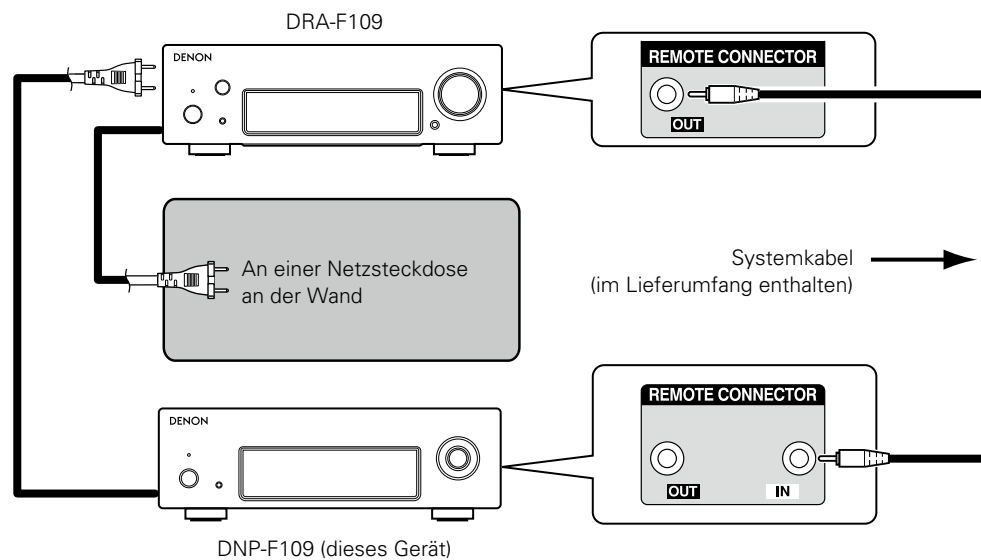 DRA-F109
DENON
REMOTE CONNECTOR
OUT
An einer Netzsteckdose
an der Wand
Systemkabel
(im Lieferumfang enthalten)
DENON
REMOTE CONNECTOR
OUT IN
DNP-F109 (dieses Gerät)